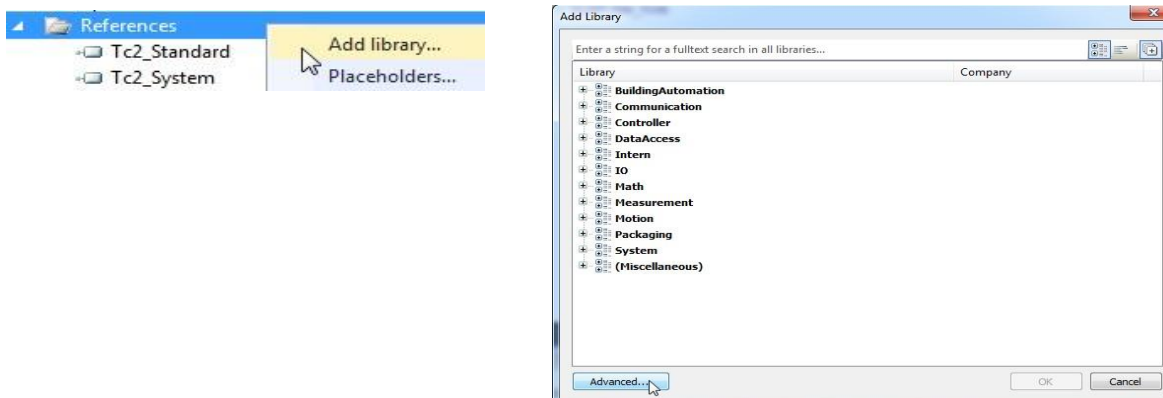 References
Tc2_Standard
Tc2_System
Add library...
Placeholders...
Add Library
Enter a string for a fulltext search in all libraries...
Library Company
BuildingAutomation
Communication
Controller
DataAccess
Intern
IO
Math
Measurement
Motion
Packaging
System
(Miscellaneous)
Advanced... OK Cancel